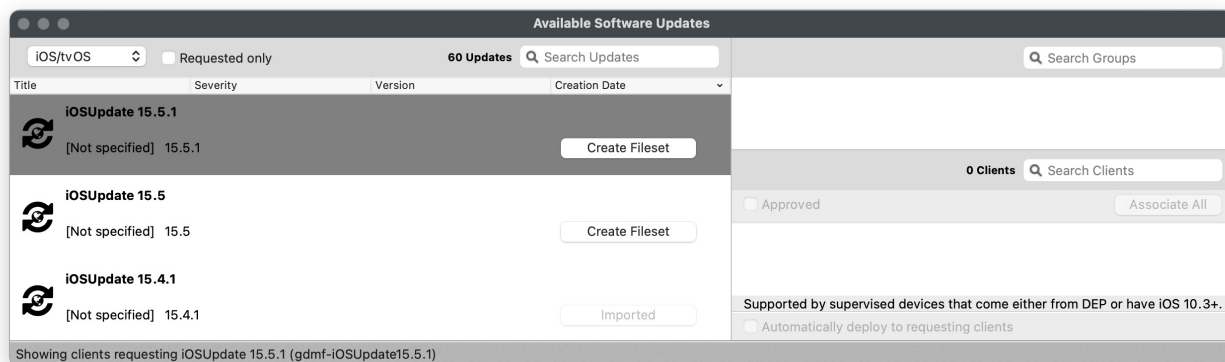 Available Software Updates
iOS/tvOS
Requested only
60 Updates
Search Updates
Search Groups
Title Severity Version Creation Date
iOSUpdate 15.5.1
[Not specified] 15.5.1
Create Fileset
0 Clients
Search Clients
iOSUpdate 15.5
Approved
Associate All
[Not specified] 15.5
Create Fileset
iOSUpdate 15.4.1
[Not specified] 15.4.1
Imported
Supported by supervised devices that come either from DEP or have iOS 10.3+.
Automatically deploy to requesting clients
Showing clients requesting iOSUpdate 15.5.1 (gdmf-iOSUpdate15.5.1)